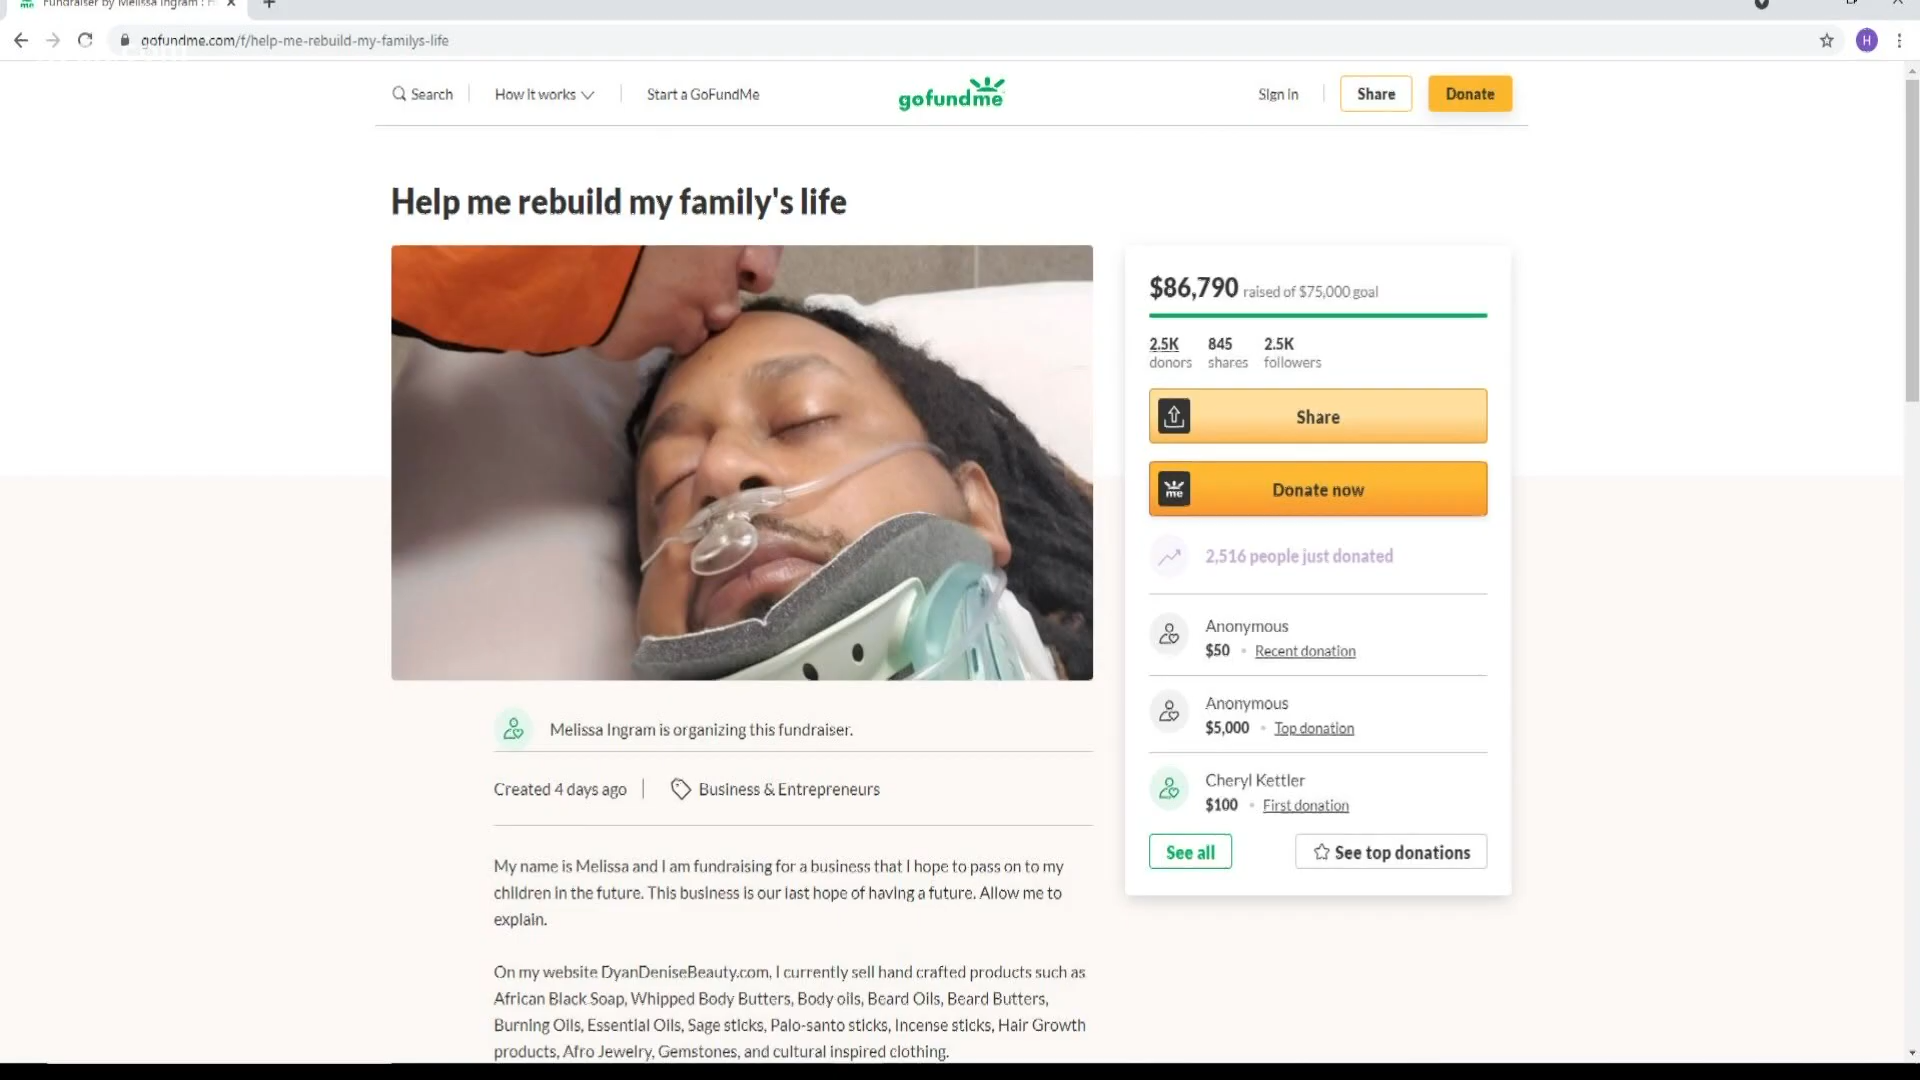 Fundraiser by Melissa Ingram :
gofundme.com/f/help-me-rebuild-my-familys-life
H
Search
How it works
Start a GoFundMe
gofundme
Sign in
Share
Donate
Help me rebuild my family's life
$86,790 raised of $75,000 goal
2.5K 845 2.5K
donors shares followers
Share
me
Donate now
2,516 people just donated
Anonymous
$50 • Recent donation
Anonymous
$5,000 • Top donation
Cheryl Kettler
$100 • First donation
See all
See top donations
Melissa Ingram is organizing this fundraiser.
Created 4 days ago
Business & Entrepreneurs
My name is Melissa and I am fundraising for a business that I hope to pass on to my
children in the future. This business is our last hope of having a future. Allow me to
explain.
On my website DyanDeniseBeauty.com, I currently sell hand crafted products such as
African Black Soap, Whipped Body Butters, Body oils, Beard Oils, Beard Butters,
Burning Oils, Essential Oils, Sage sticks, Palo-santo sticks, Incense sticks, Hair Growth
products, Afro Jewelry, Gemstones, and cultural inspired clothing.